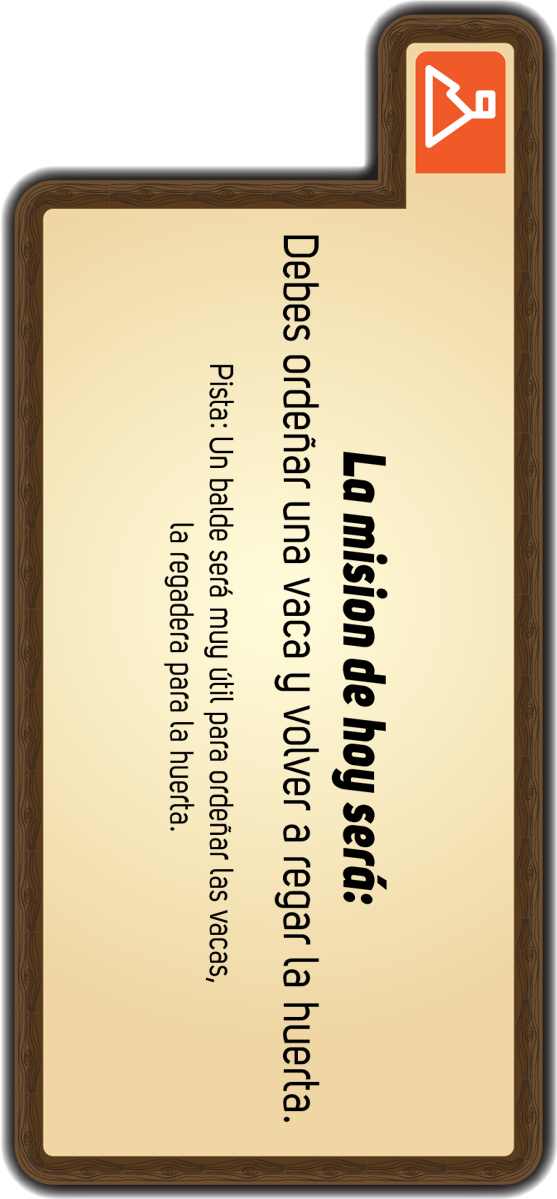 La mision de hoy será:
Debes ordeñar una vaca y volver a regar la huerta.
Pista: Un balde será muy útil para ordeñar las vacas,
la regadera para la huerta.